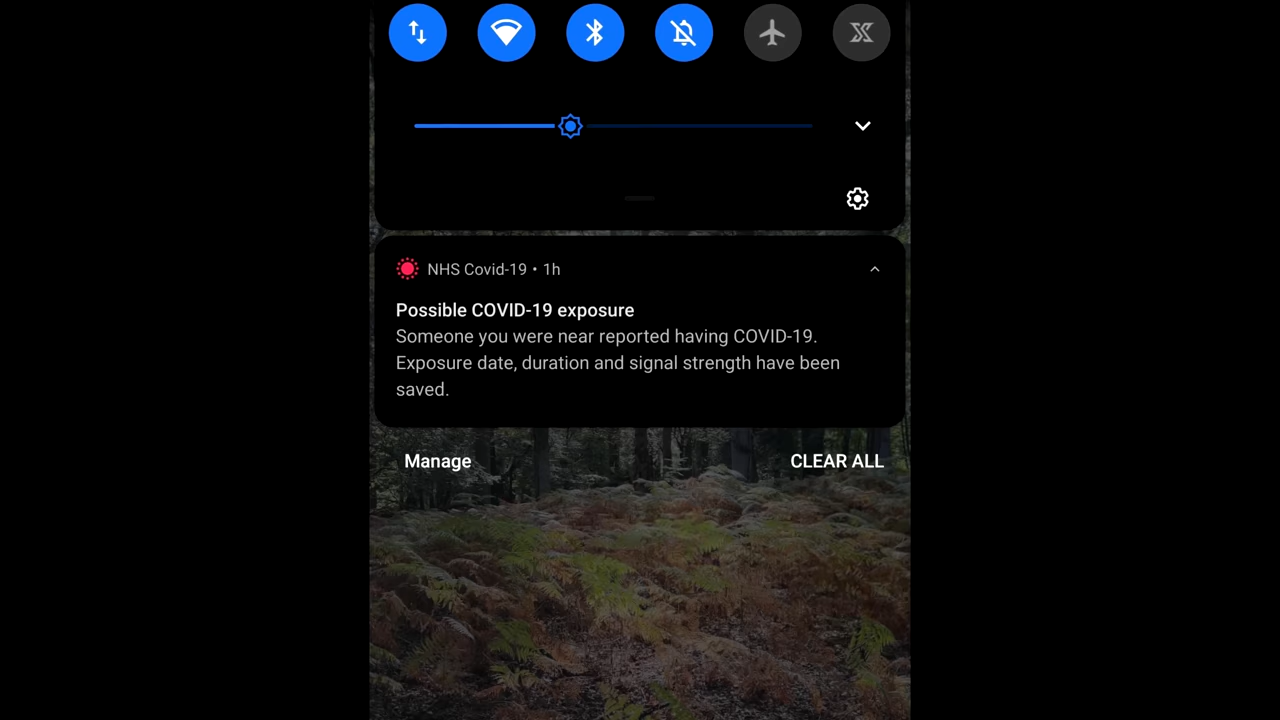 NHS Covid-19 • 1h
Possible COVID-19 exposure
Someone you were near reported having COVID-19.
Exposure date, duration and signal strength have been
saved.
Manage
CLEAR ALL